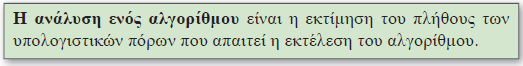 Η ανάλυση ενός αλγορίθμου είναι η εκτίμηση του πλήθους των
υπολογιστικών πόρων που απαιτεί η εκτέλεση του αλγορίθμου.